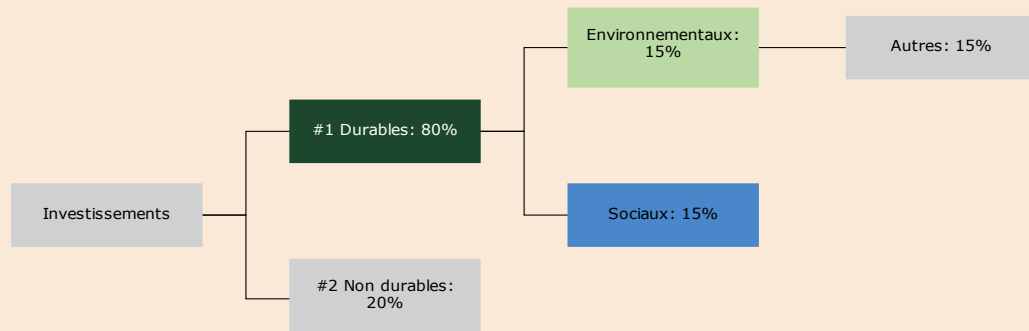 Environnementaux:
15%
Autres: 15%
#1 Durables: 80%
Investissements
Sociaux: 15%
#2 Non durables:
20%